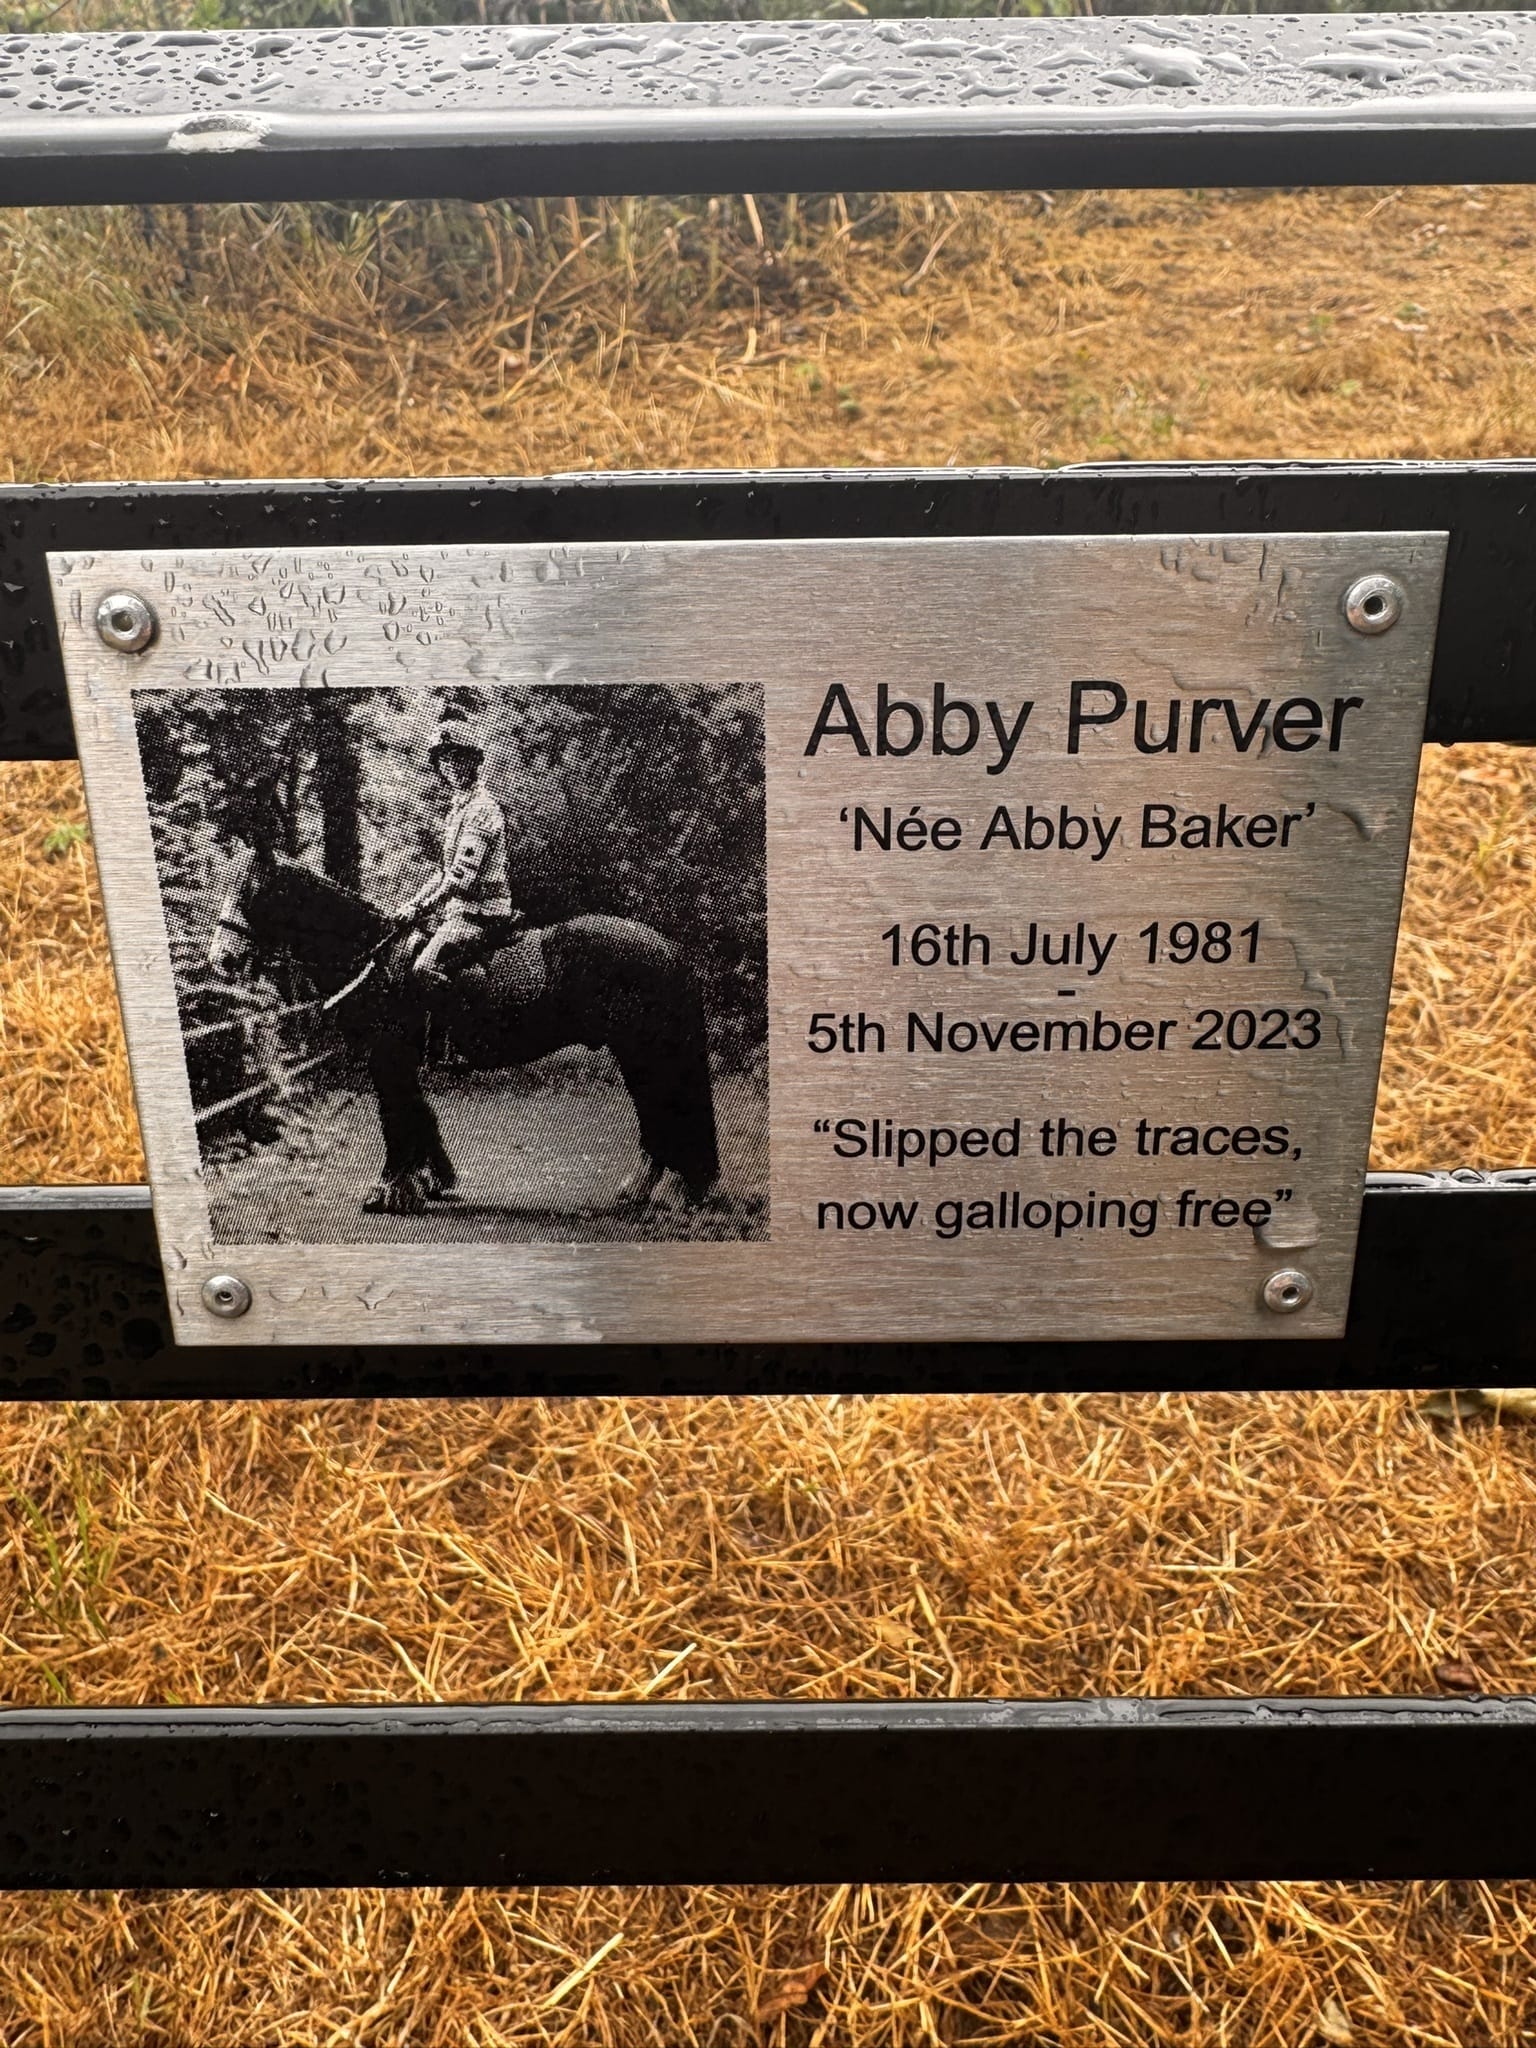 Abby Purver
‘Née Abby Baker’
16th July 1981
-
5th November 2023
“Slipped the traces,
now galloping free”